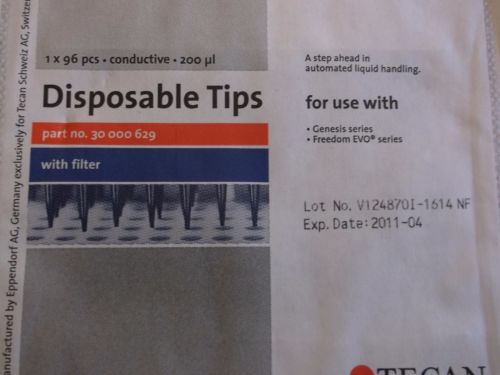 1 x 96 pcs • conductive • 200 µl
Disposable Tips
part no. 30 000 629
with filter
A step ahead in
automated liquid handling.
for use with
• Genesis series
• Freedom EVO® series
Lot No. V124870I-1614 NF
Exp. Date: 2011-04
TECAN
anufactured by Eppendorf AG, Germany exclusively for Tecan Schweiz AG, Switzer